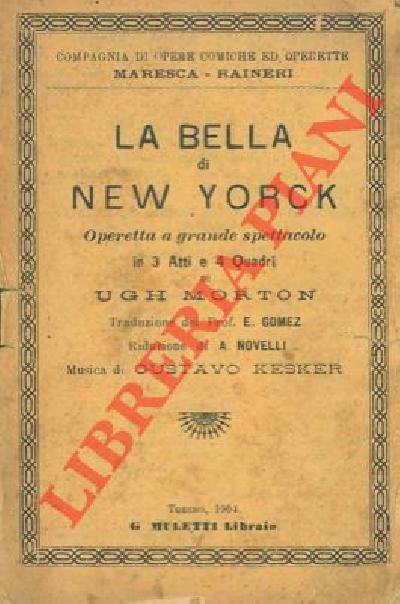 COMPAGNIA DI OPERE COMICHE ED OPERETTE
MARESCA - RAINERI
LA BELLA
di
NEW YORCK
Operetta a grande spettacolo
in 3 Atti e 4 Quadri
di
UGH MORTON
Traduzione del Prof. E. GOMEZ
Riduzione di A. NOVELLI
Musica di GUSTAVO KESKER
1904
G MULETTI Libraio
LIBRERIA PIANI